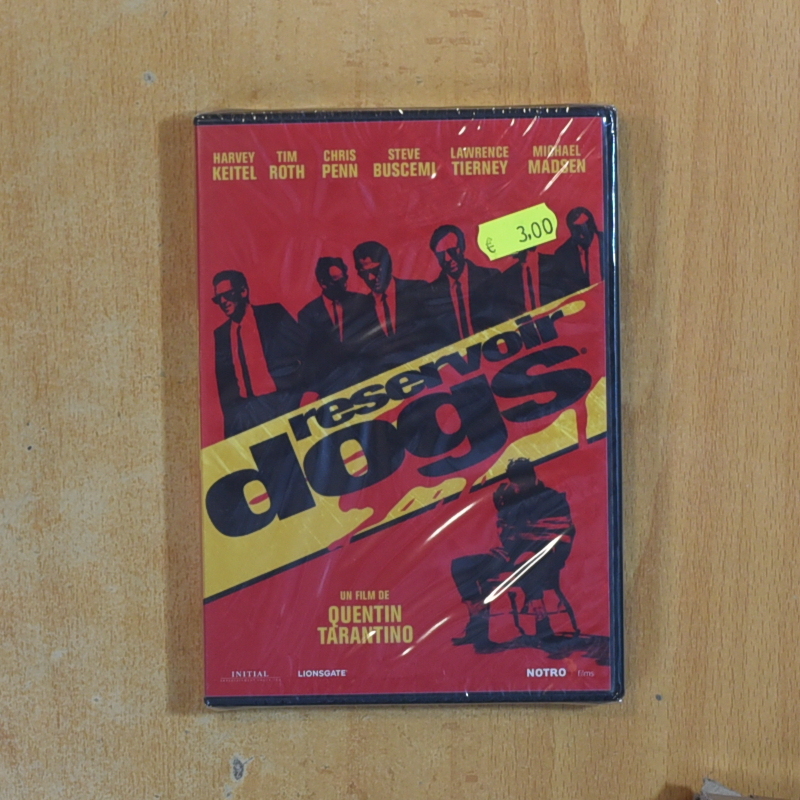 HARVEY KEITEL
TIM ROTH
CHRIS PENN
STEVE BUSCEMI
LAWRENCE TIERNEY
MICHAEL MADSEN
€ 3,00
reservoir
dogs
UN FILM DE
QUENTIN
TARANTINO
INITIAL
LIONSGATE
NOTRO films